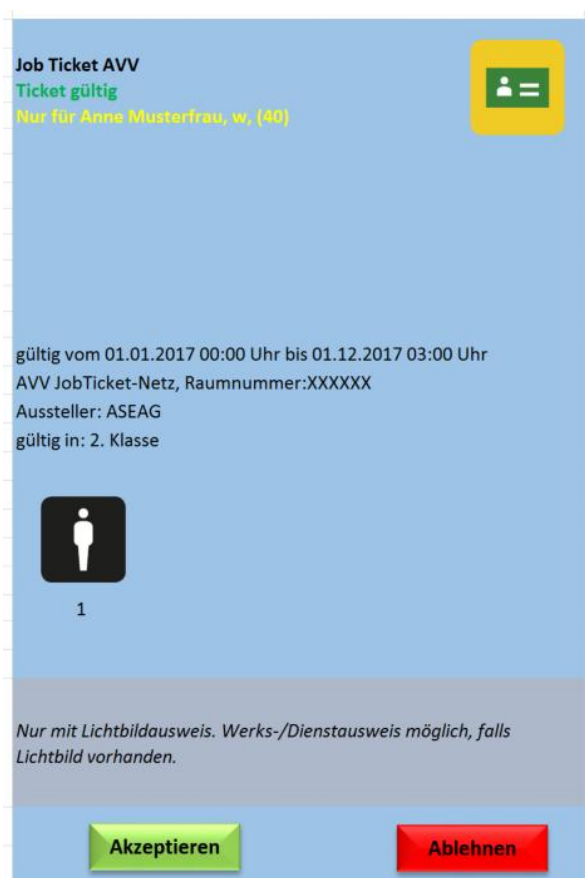 Job Ticket AVV
Ticket gültig
Nur für Anne Musterfrau, w, (40)
gültig vom 01.01.2017 00:00 Uhr bis 01.12.2017 03:00 Uhr
AVV JobTicket-Netz, Raumnummer:XXXXXX
Aussteller: ASEAG
gültig in: 2. Klasse
1
Nur mit Lichtbildausweis. Werks-/Dienstausweis möglich, falls
Lichtbild vorhanden.
Akzeptieren
Ablehnen